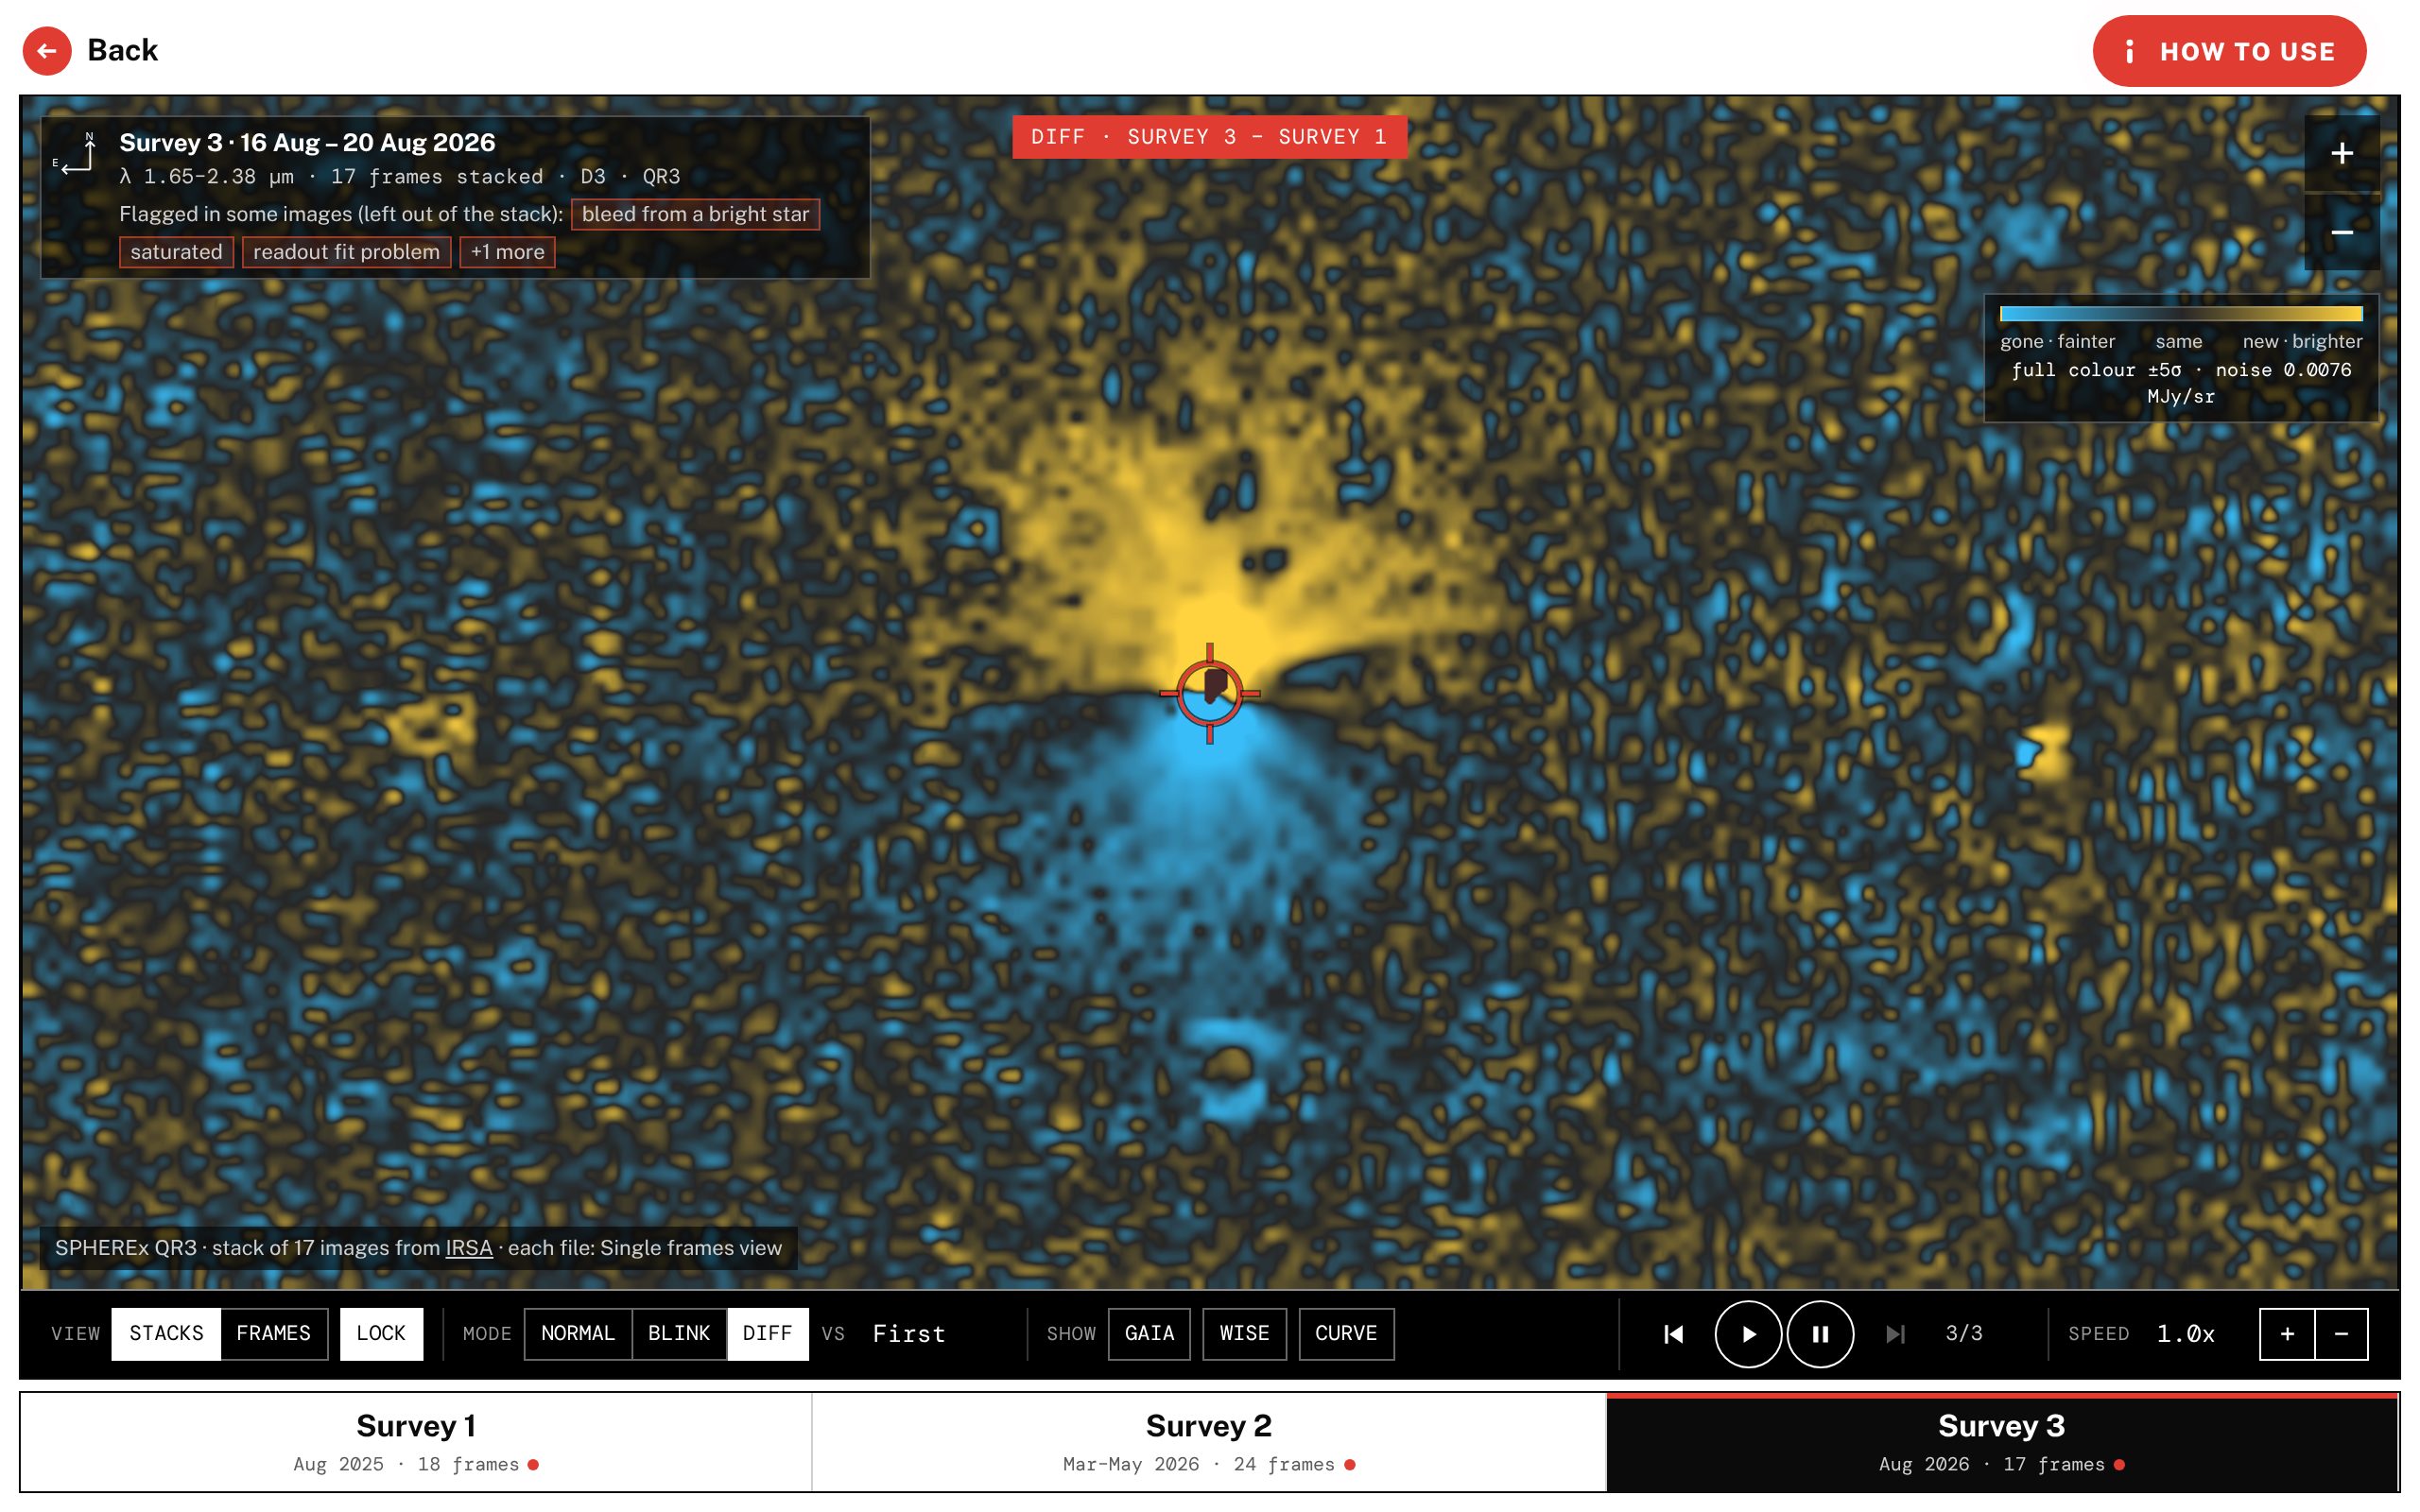 Back
HOW TO USE
DIFF · SURVEY 3 − SURVEY 1
N
E
Survey 3 · 16 Aug – 20 Aug 2026
λ 1.65–2.38 µm · 17 frames stacked · D3 · QR3
Flagged in some images (left out of the stack): bleed from a bright star
saturated readout fit problem +1 more
+
−
gone · fainter same new · brighter
full colour ±5σ · noise 0.0076
MJy/sr
SPHEREx QR3 · stack of 17 images from IRSA · each file: Single frames view
VIEW STACKS FRAMES LOCK MODE NORMAL BLINK DIFF VS First SHOW GAIA WISE CURVE 3/3 SPEED 1.0x + −
Survey 1
Aug 2025 · 18 frames
Survey 2
Mar–May 2026 · 24 frames
Survey 3
Aug 2026 · 17 frames